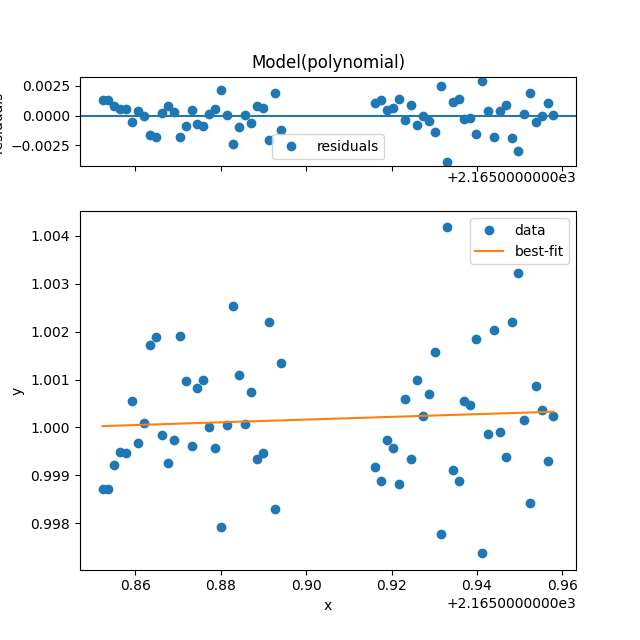 Model(polynomial)
0.0025
0.0000
−0.0025
residuals
+2.1650000000e3
1.004
1.003
1.002
1.001
1.000
0.999
0.998
y
data
best-fit
0.86 0.88 0.90 0.92 0.94 0.96
x
+2.1650000000e3